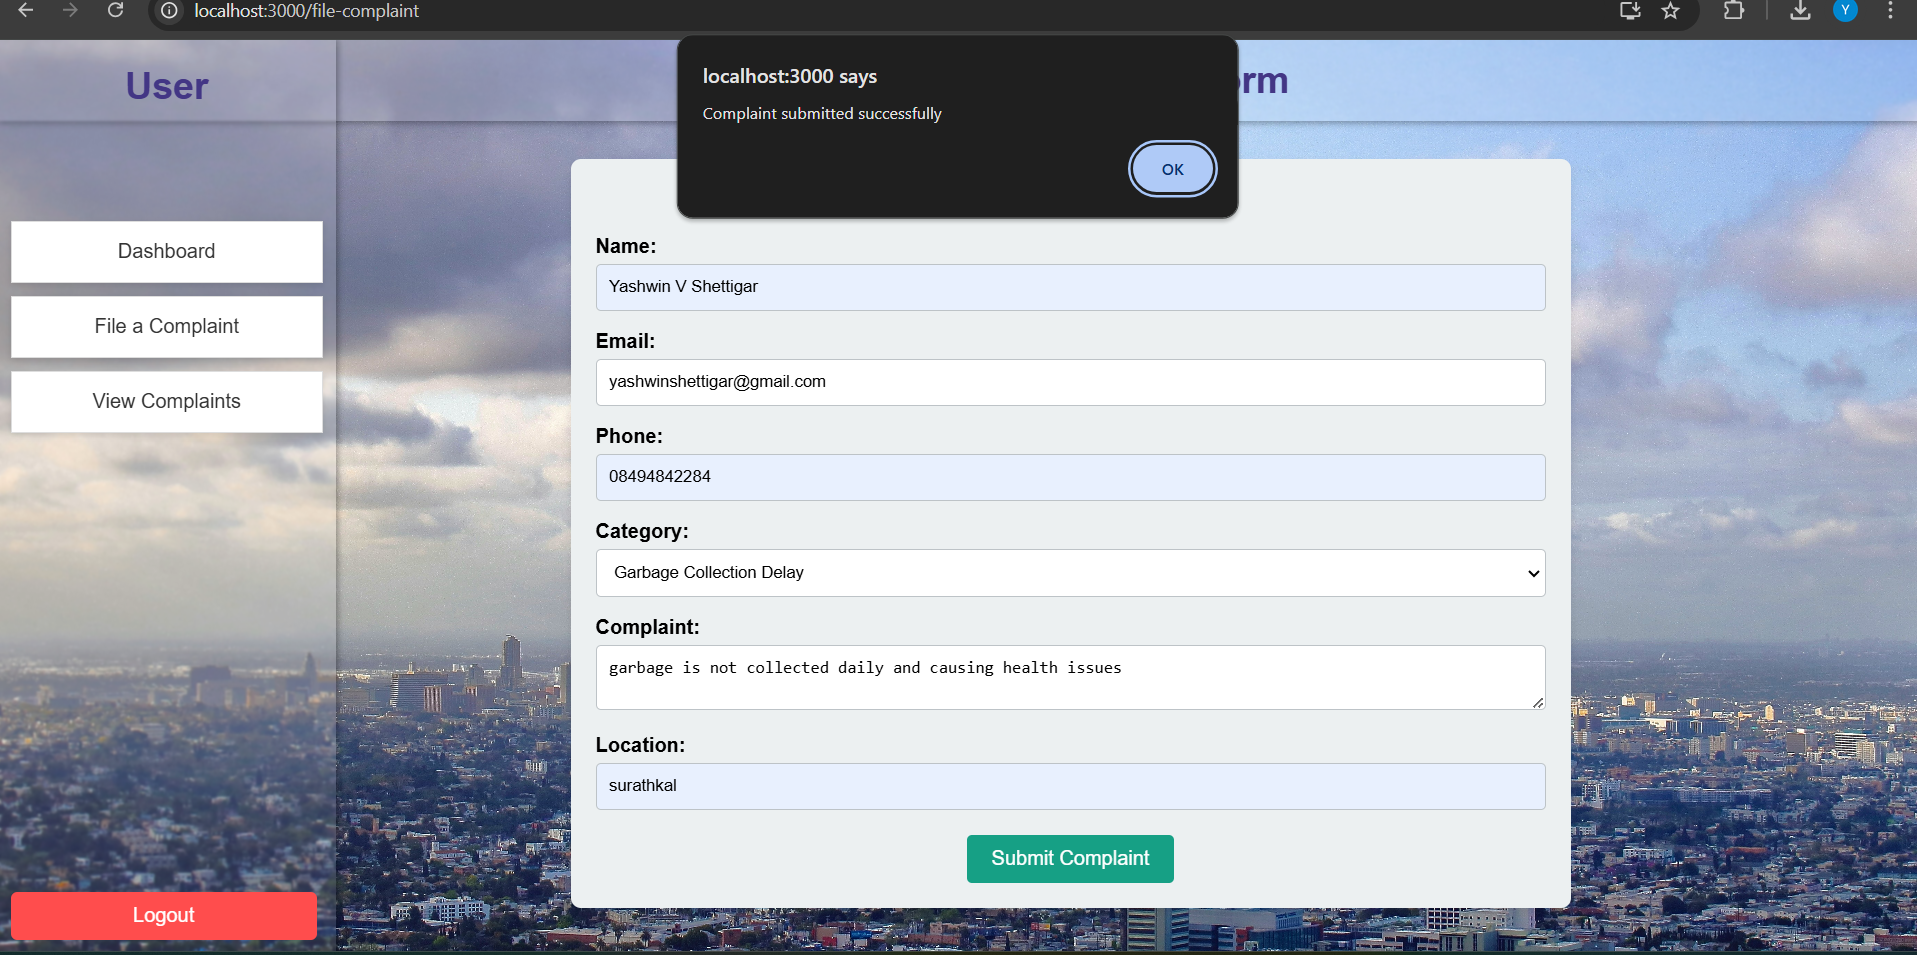 localhost:3000/file-complaint
Y
User
orm
localhost:3000 says
Complaint submitted successfully
OK
Dashboard
File a Complaint
View Complaints
Logout
Name:
Yashwin V Shettigar
Email:
yashwinshettigar@gmail.com
Phone:
08494842284
Category:
Garbage Collection Delay
Complaint:
garbage is not collected daily and causing health issues
Location:
surathkal
Submit Complaint